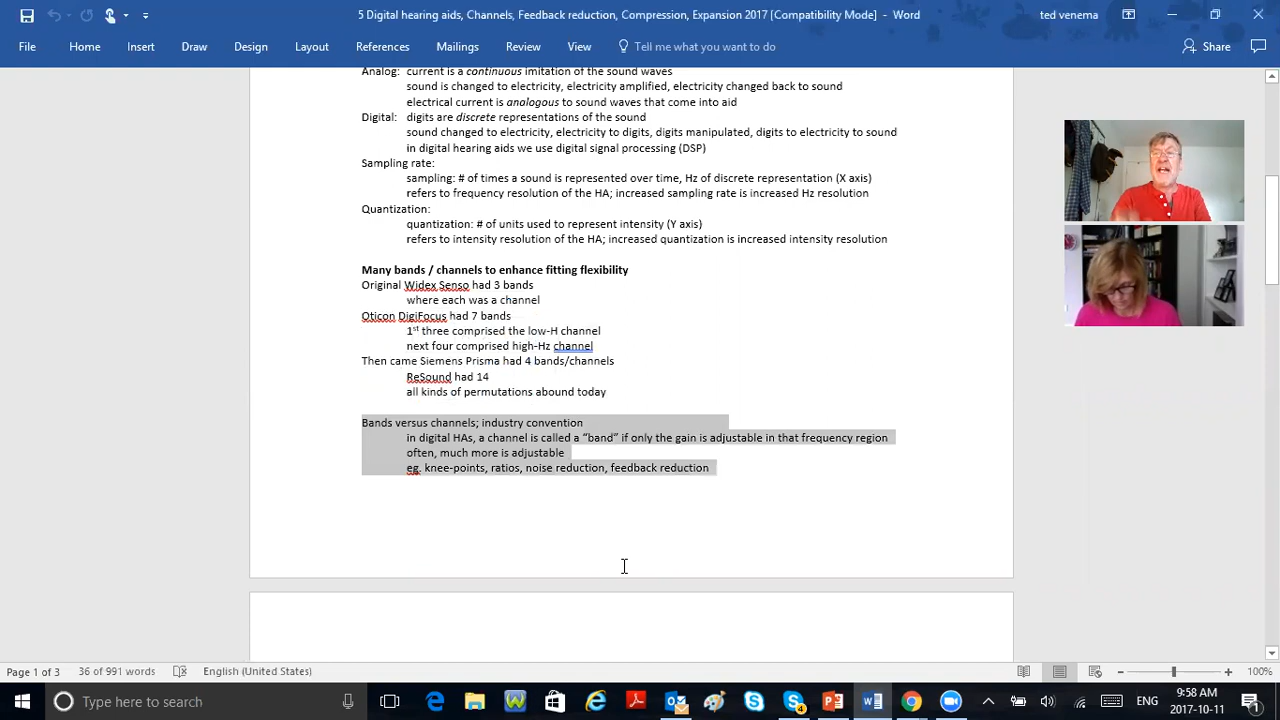 5 Digital hearing aids, Channels, Feedback reduction, Compression, Expansion 2017 [Compatibility Mode] - Word
ted venema
File Home Insert Draw Design Layout References Mailings Review View Tell me what you want to do Share
Analog: current is a continuous imitation of the sound waves
sound is changed to electricity, electricity amplified, electricity changed back to sound
electrical current is analogous to sound waves that come into aid
Digital: digits are discrete representations of the sound
sound changed to electricity, electricity to digits, digits manipulated, digits to electricity to sound
in digital hearing aids we use digital signal processing (DSP)
Sampling rate:
sampling: # of times a sound is represented over time, Hz of discrete representation (X axis)
refers to frequency resolution of the HA; increased sampling rate is increased Hz resolution
Quantization:
quantization: # of units used to represent intensity (Y axis)
refers to intensity resolution of the HA; increased quantization is increased intensity resolution
Many bands / channels to enhance fitting flexibility
Original Widex Senso had 3 bands
where each was a channel
Oticon DigiFocus had 7 bands
1st three comprised the low-H channel
next four comprised high-Hz channel
Then came Siemens Prisma had 4 bands/channels
ReSound had 14
all kinds of permutations abound today
Bands versus channels; industry convention
in digital HAs, a channel is called a “band” if only the gain is adjustable in that frequency region
often, much more is adjustable
eg. knee-points, ratios, noise reduction, feedback reduction
Page 1 of 3 36 of 991 words English (United States) 100%
Type here to search
ENG
9:58 AM
2017-10-11